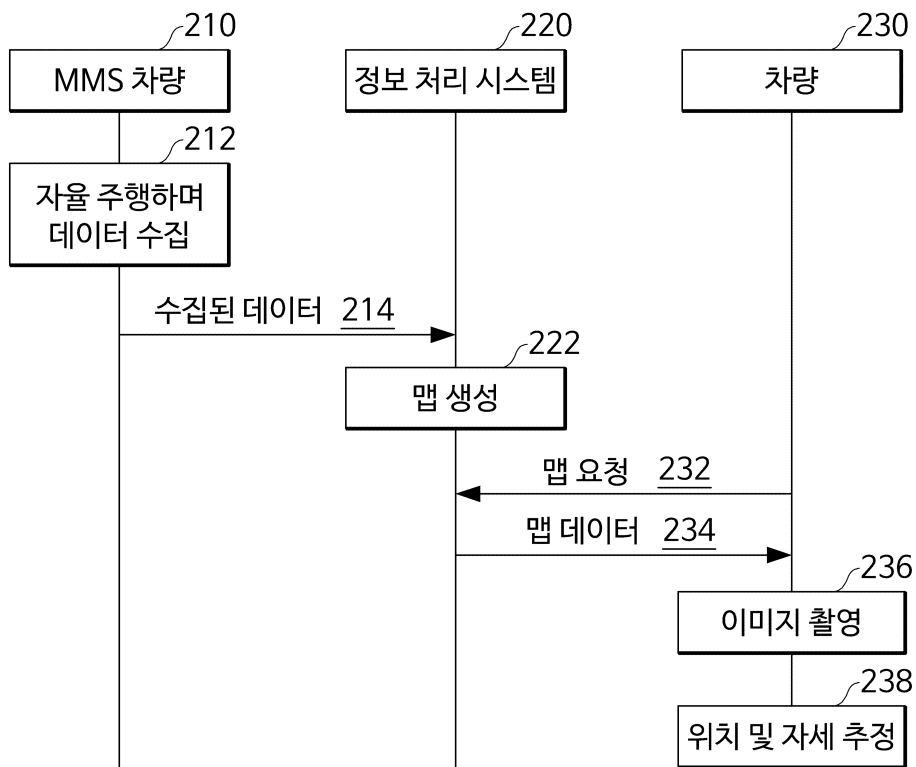 210
MMS 차량
220
정보 처리 시스템
230
차량
212
자율 주행하며
데이터 수집
수집된 데이터 214
222
맵 생성
맵 요청 232
맵 데이터 234
236
이미지 촬영
238
위치 및 자세 추정